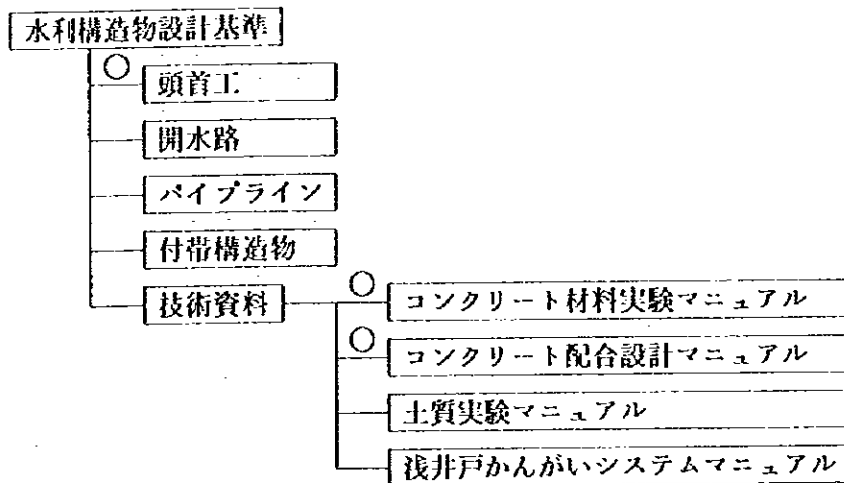 水利構造物設計基準
○
頭首工
開水路
パイプライン
付帯構造物
技術資料
○
コンクリート材料実験マニュアル
○
コンクリート配合設計マニュアル
土質実験マニュアル
浅井戸かんがいシステムマニュアル